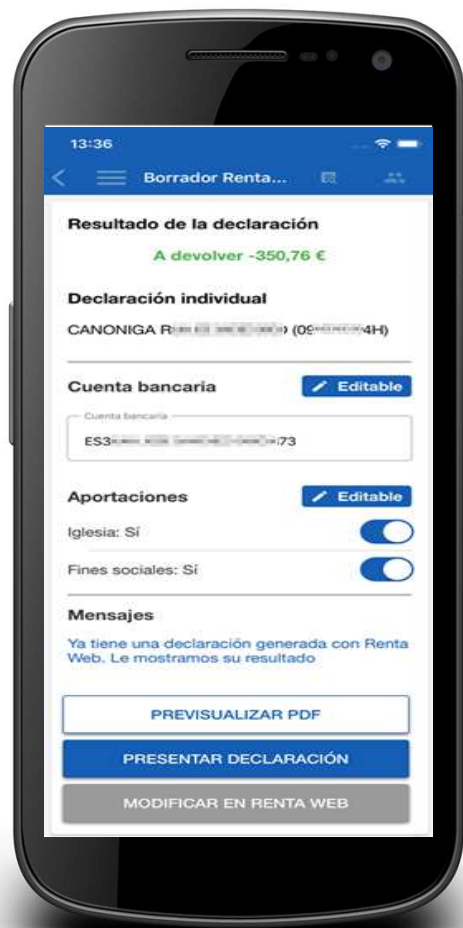 13:36
Borrador Renta...
Resultado de la declaración
A devolver -350,76 €
Declaración individual
CANONIGA
Cuenta bancaria
Editable
Cuenta bancaria
Aportaciones
Editable
Iglesia: Sí
Fines sociales: Sí
Mensajes
Ya tiene una declaración generada con Renta
Web. Le mostramos su resultado
PREVISUALIZAR PDF
PRESENTAR DECLARACIÓN
MODIFICAR EN RENTA WEB